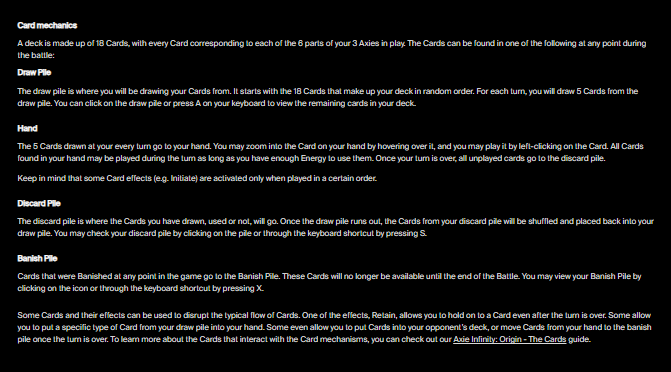 Card mechanics
A deck is made up of 18 Cards, with every Card corresponding to each of the 6 parts of your 3 Axies in play. The Cards can be found in one of the following at any point during
the battle:
Draw Pile
The draw pile is where you will be drawing your Cards from. It starts with the 18 Cards that make up your deck in random order. For each turn, you will draw 5 Cards from the
draw pile. You can click on the draw pile or press A on your keyboard to view the remaining cards in your deck.
Hand
The 5 Cards drawn at your every turn go to your hand. You may zoom into the Card on your hand by hovering over it, and you may play it by left-clicking on the Card. All Cards
found in your hand may be played during the turn as long as you have enough Energy to use them. Once your turn is over, all unplayed cards go to the discard pile.
Keep in mind that some Card effects (e.g. Initiate) are activated only when played in a certain order.
Discard Pile
The discard pile is where the Cards you have drawn, used or not, will go. Once the draw pile runs out, the Cards from your discard pile will be shuffled and placed back into your
draw pile. You may check your discard pile by clicking on the pile or through the keyboard shortcut by pressing S.
Banish Pile
Cards that were Banished at any point in the game go to the Banish Pile. These Cards will no longer be available until the end of the Battle. You may view your Banish Pile by
clicking on the icon or through the keyboard shortcut by pressing X.
Some Cards and their effects can be used to disrupt the typical flow of Cards. One of the effects, Retain, allows you to hold on to a Card even after the turn is over. Some allow
you to put a specific type of Card from your draw pile into your hand. Some even allow you to put Cards into your opponent's deck, or move Cards from your hand to the banish
pile once the turn is over. To learn more about the Cards that interact with the Card mechanisms, you can check out our Axie Infinity: Origin - The Cards guide.